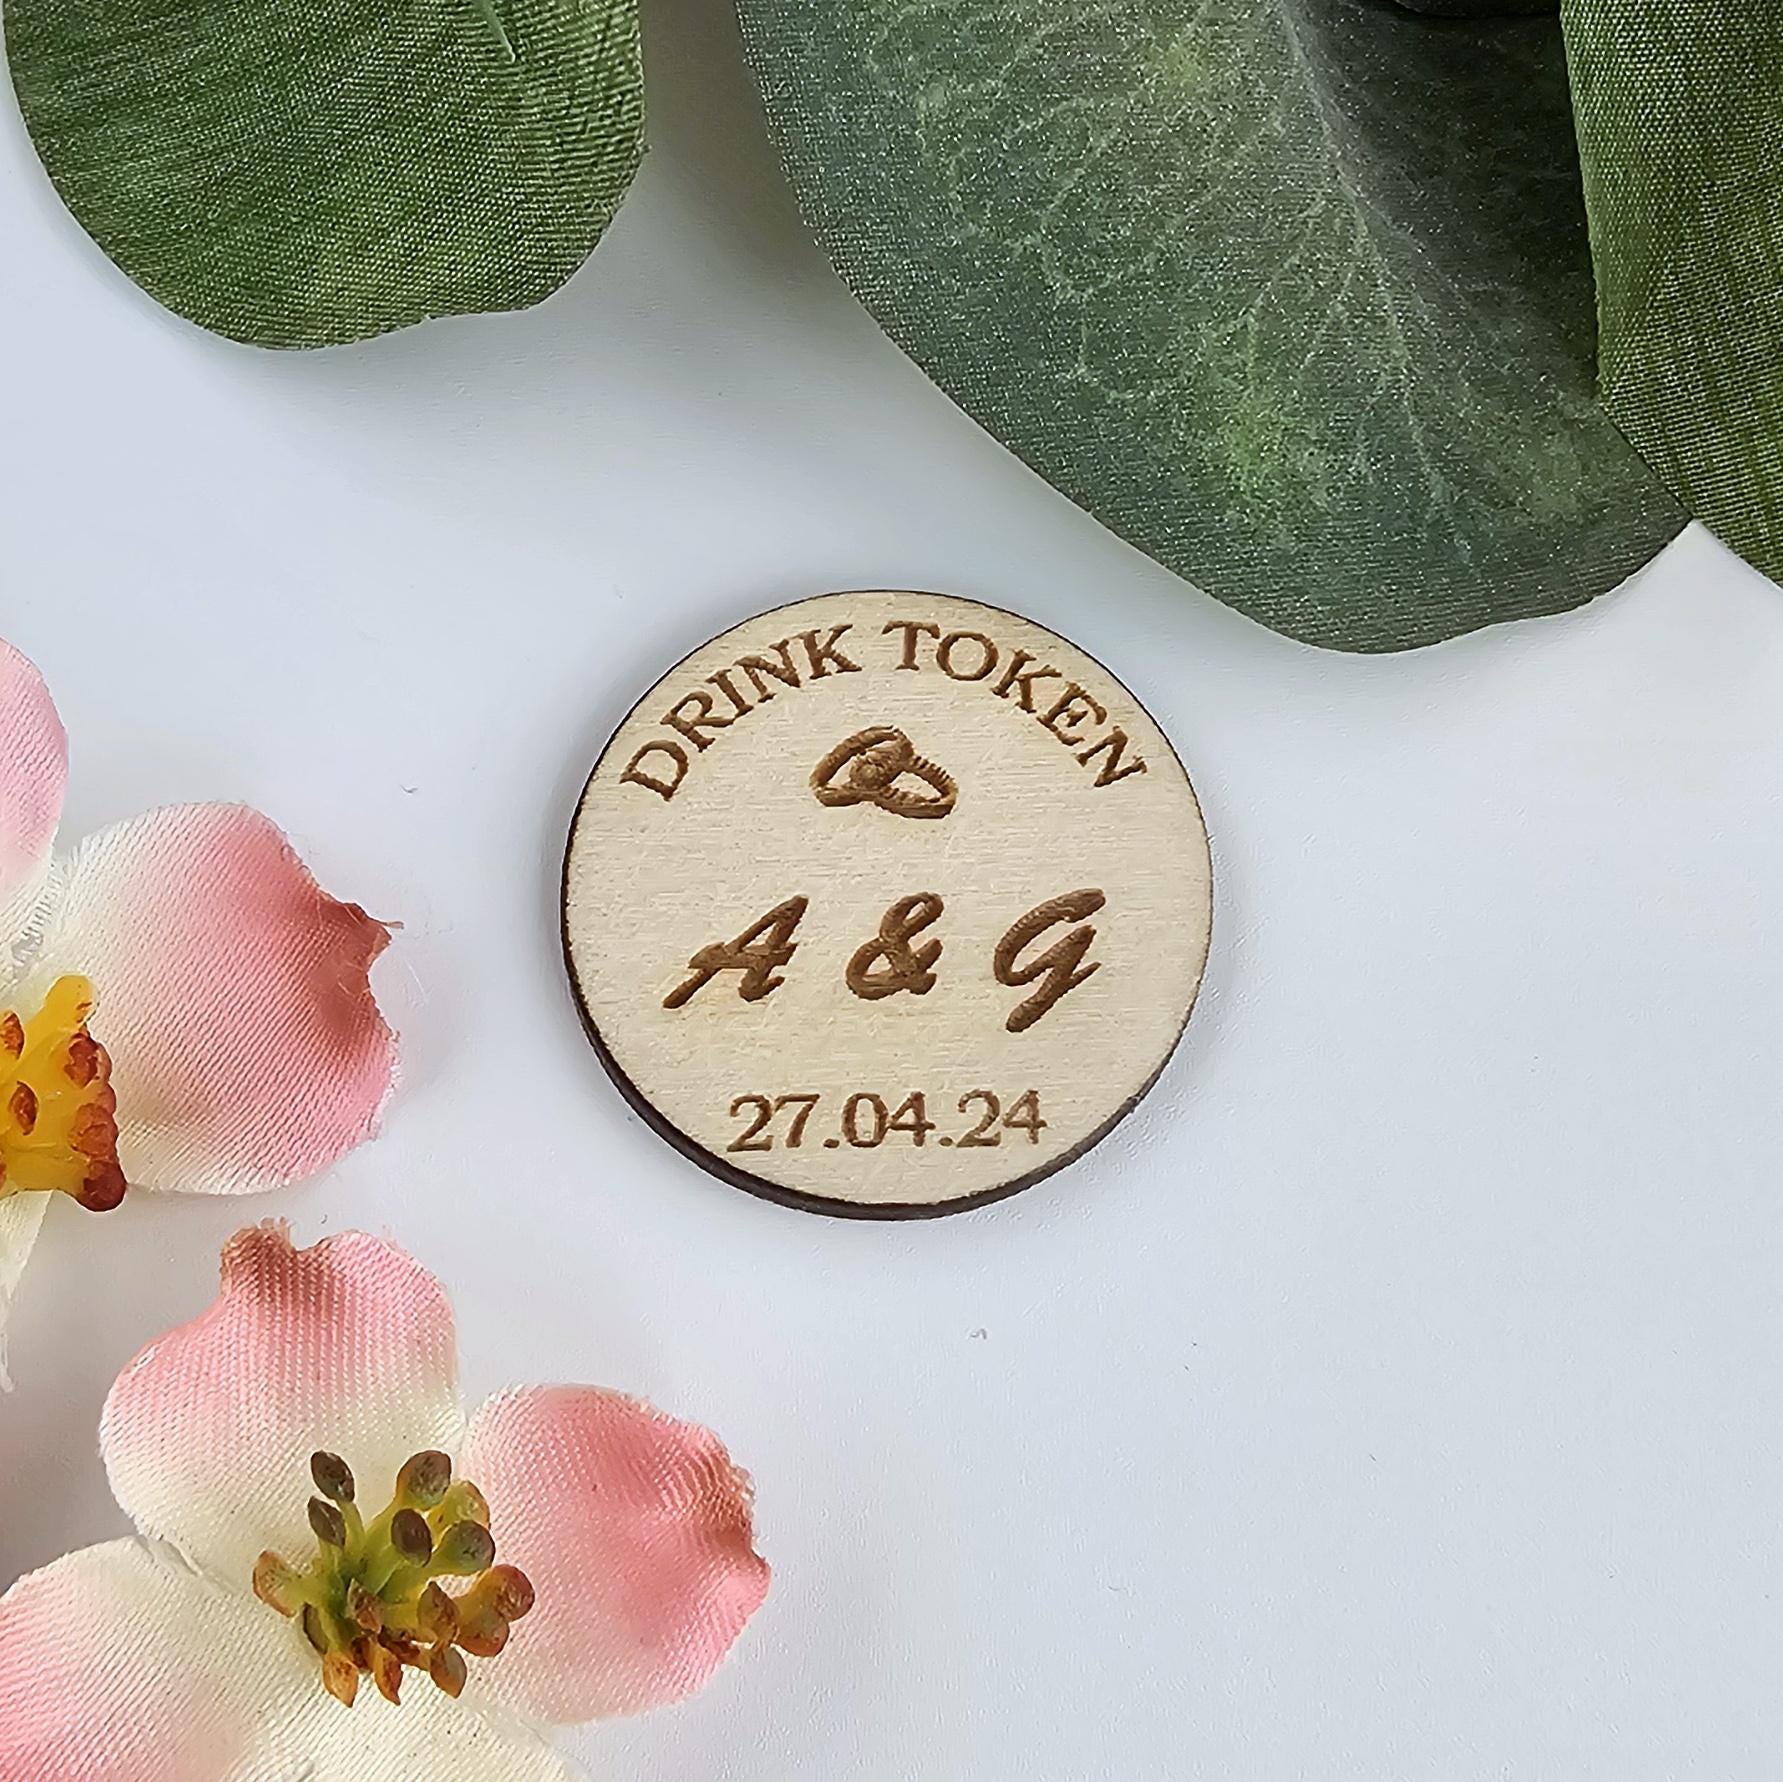 DRINK TOKEN
A & G
27.04.24